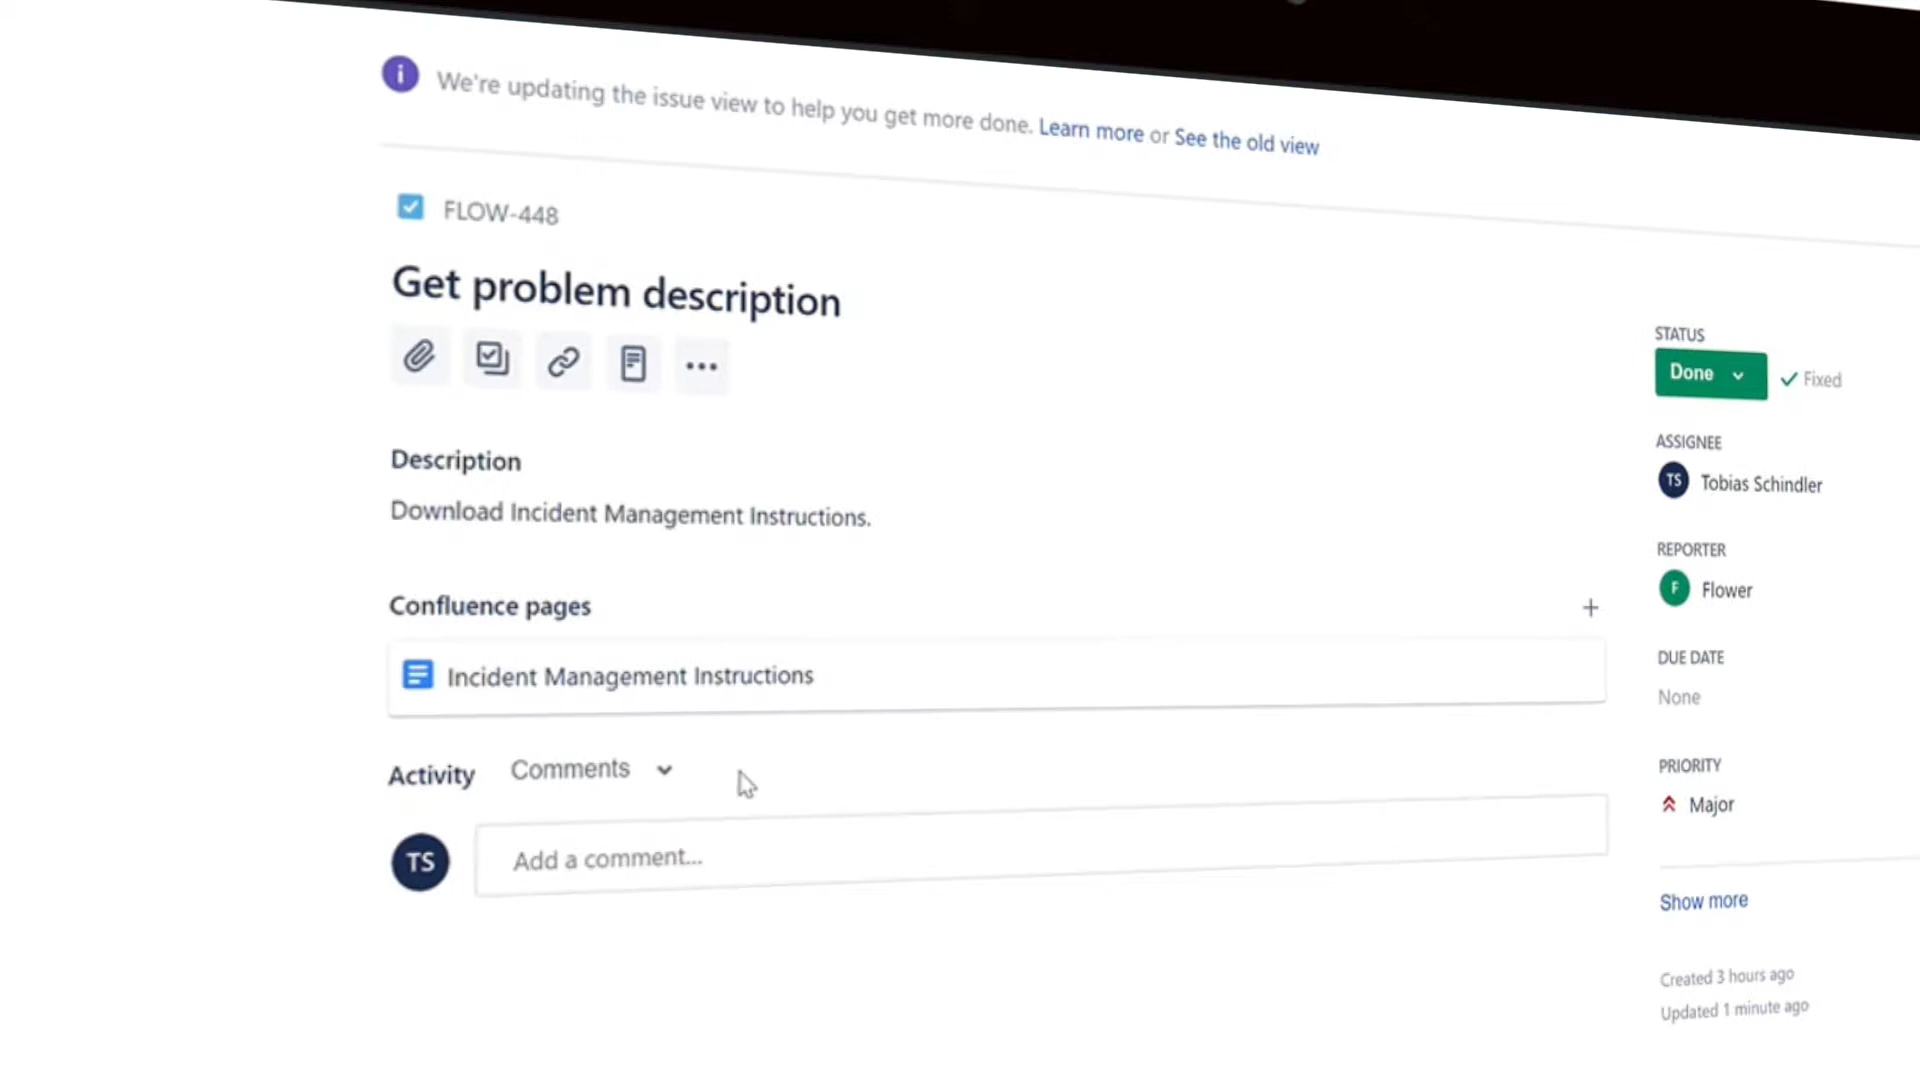 We're updating the issue view to help you get more done. Learn more or See the old view
FLOW-448
Get problem description
Description
Download Incident Management Instructions.
Confluence pages
Incident Management Instructions
Activity Comments
TS Add a comment...
STATUS
Done Fixed
ASSIGNEE
TS Tobias Schindler
REPORTER
F Flower
DUE DATE
None
PRIORITY
Major
Show more
Created 3 hours ago
Updated 1 minute ago